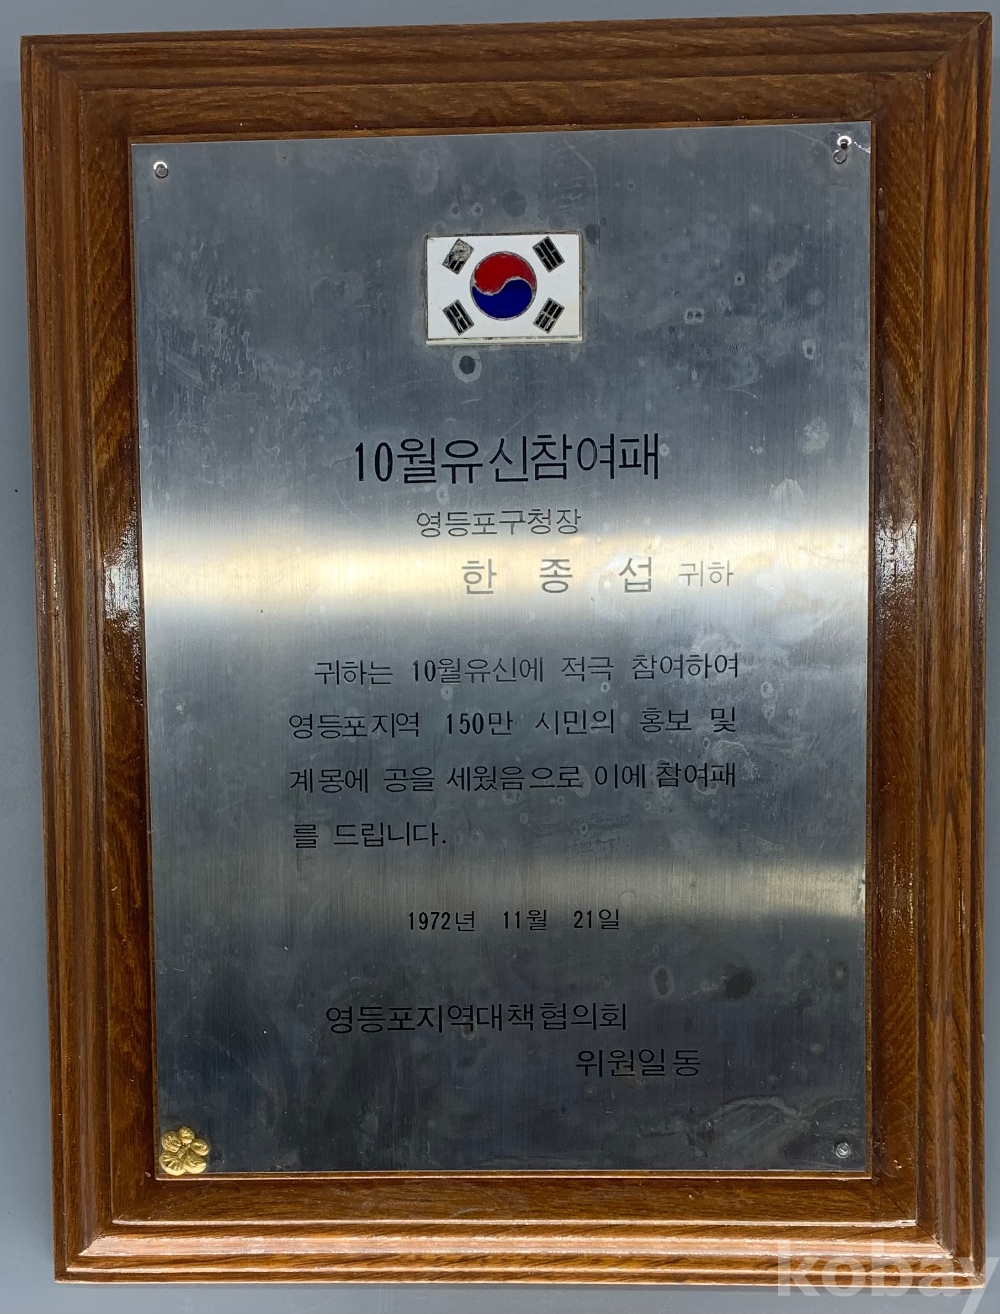 10월유신참여패
영등포구청장
한 종 섭 귀하
귀하는 10월유신에 적극 참여하여
영등포지역 150만 시민의 홍보 및
계몽에 공을 세웠음으로 이에 참여패
를 드립니다.
1972년 11월 21일
영등포지역대책협의회
위원일동
kobay